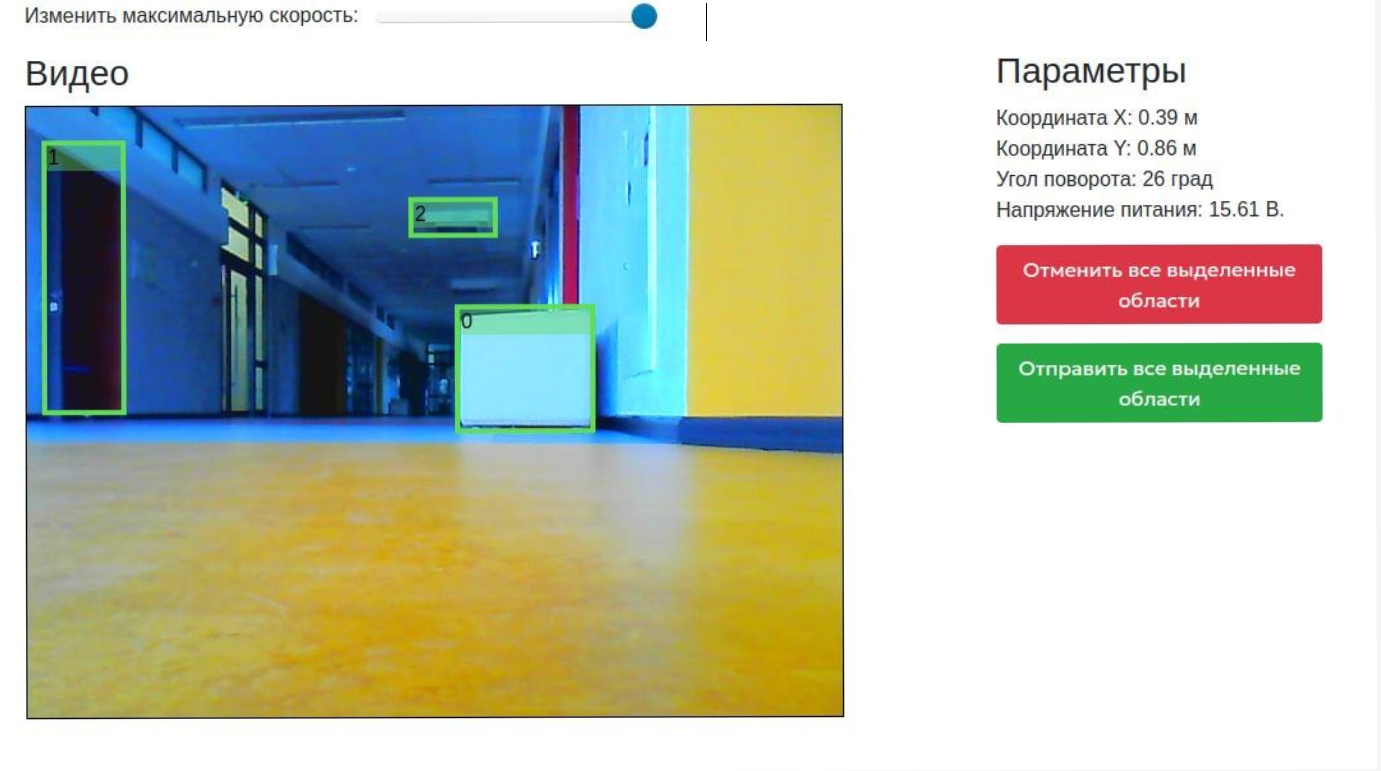 Изменить максимальную скорость:
Видео
1
2
0
Параметры
Координата X: 0.39 м
Координата Y: 0.86 м
Угол поворота: 26 град
Напряжение питания: 15.61 В.
Отменить все выделенные
области
Отправить все выделенные
области